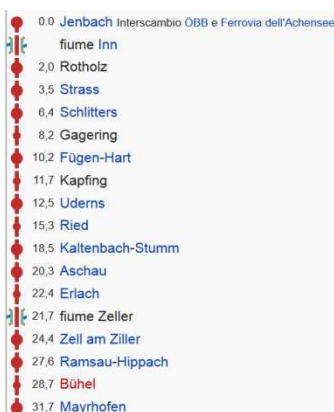 0.0 Jenbach Interscambio ÖBB e Ferrovia dell'Achensee
fiume Inn
2,0 Rotholz
3,5 Strass
6,4 Schlitters
8,2 Gagering
10,2 Fügen-Hart
11,7 Kapfing
12,5 Uderns
15,3 Ried
18,5 Kaltenbach-Stumm
20,3 Aschau
22,4 Erlach
21,7 fiume Zeller
24,4 Zell am Ziller
27,6 Ramsau-Hippach
28,7 Bühel
31,7 Mayrhofen